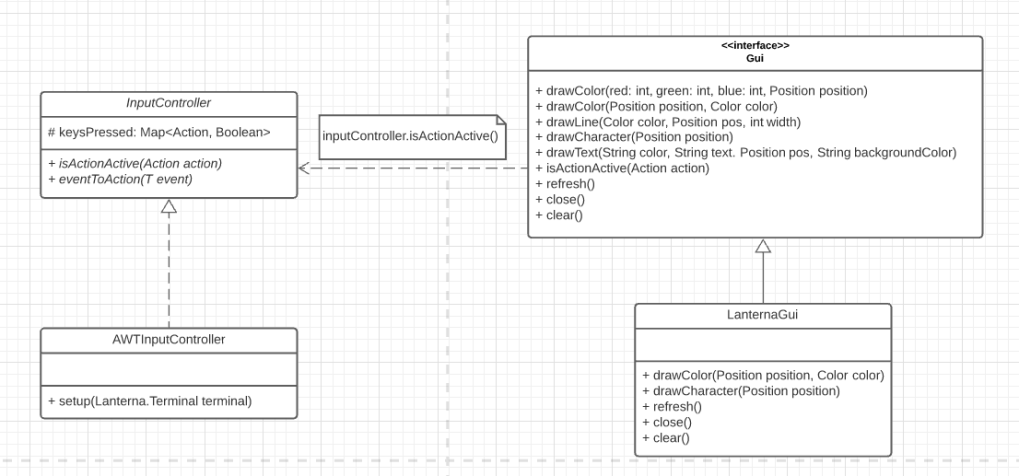 InputController
# keysPressed: Map<Action, Boolean>
+ isActionActive(Action action)
+ eventToAction(T event)
inputController.isActionActive()
<<interface>>
Gui
+ drawColor(red: int, green: int, blue: int, Position position)
+ drawColor(Position position, Color color)
+ drawLine(Color color, Position pos, int width)
+ drawCharacter(Position position)
+ drawText(String color, String text. Position pos, String backgroundColor)
+ isActionActive(Action action)
+ refresh()
+ close()
+ clear()
AWTInputController
+ setup(Lanterna.Terminal terminal)
LanternaGui
+ drawColor(Position position, Color color)
+ drawCharacter(Position position)
+ refresh()
+ close()
+ clear()